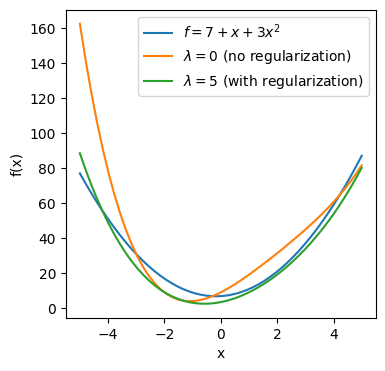 f = 7 + x + 3x²
λ = 0 (no regularization)
λ = 5 (with regularization)
160
140
120
100
80
60
40
20
0
f(x)
−4 −2 0 2 4
x